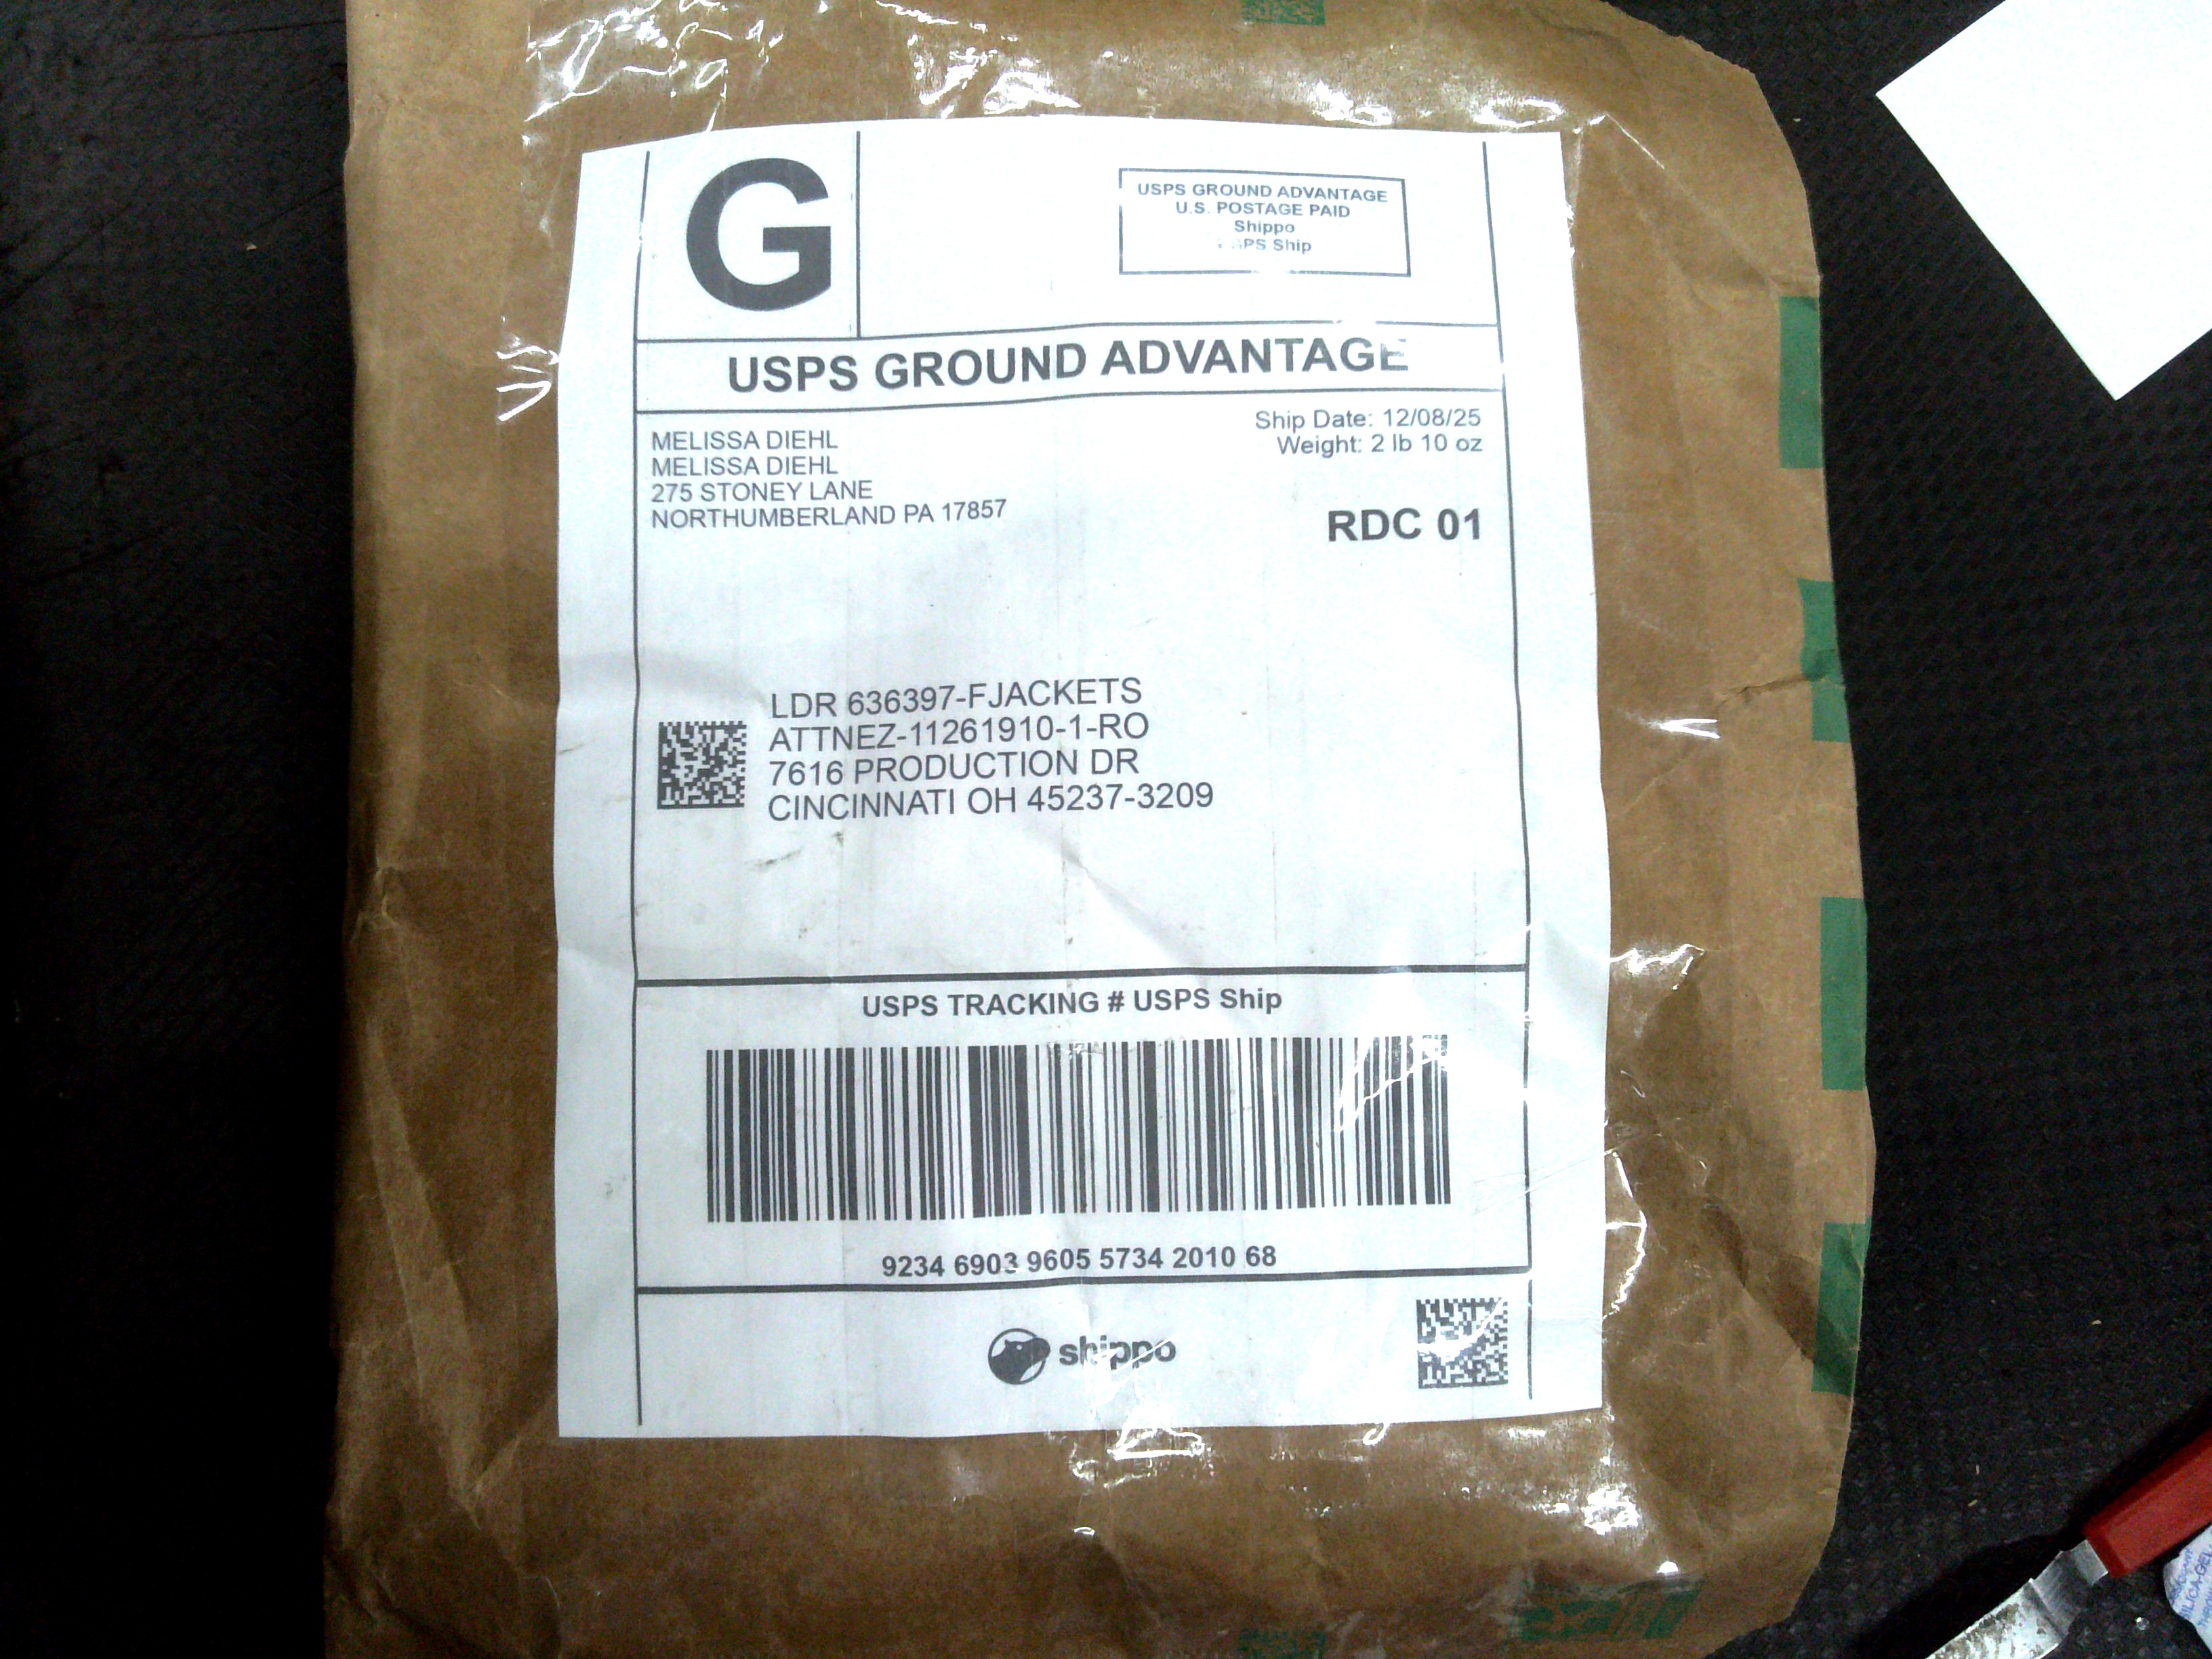 G
USPS GROUND ADVANTAGE
U.S. POSTAGE PAID
Shippo
USPS Ship
USPS GROUND ADVANTAGE
Ship Date: 12/08/25
Weight: 2 lb 10 oz
MELISSA DIEHL
MELISSA DIEHL
275 STONEY LANE
NORTHUMBERLAND PA 17857
RDC 01
LDR 636397-FJACKETS
ATTNEZ-11261910-1-RO
7616 PRODUCTION DR
CINCINNATI OH 45237-3209
USPS TRACKING # USPS Ship
9234 6903 9605 5734 2010 68
shippo